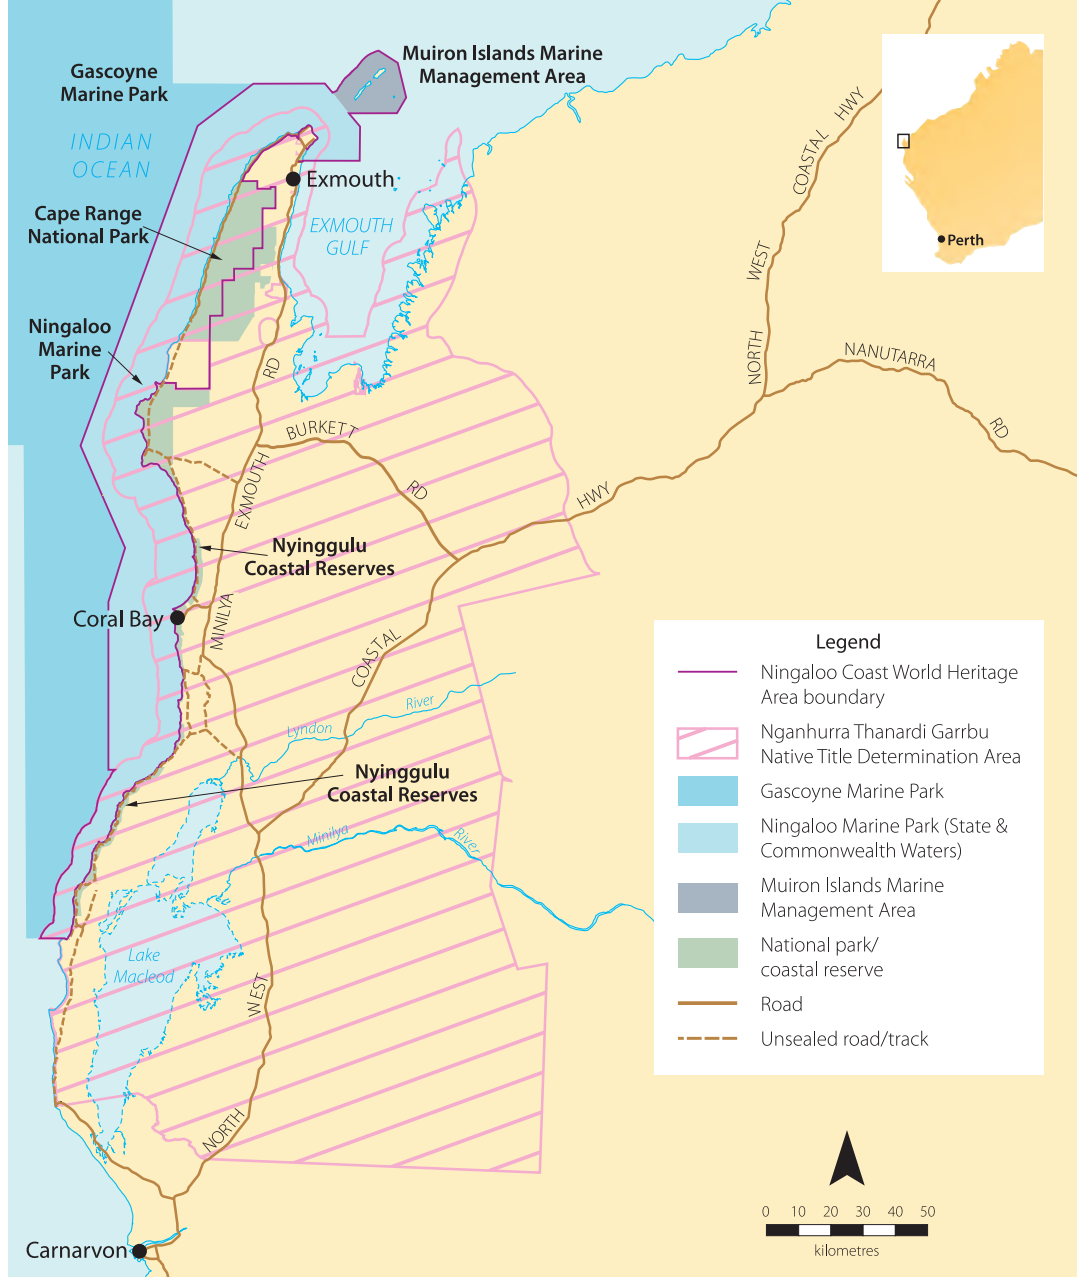 Muiron Islands Marine
Management Area
Gascoyne
Marine Park
INDIAN
OCEAN
Exmouth
Cape Range
National Park
EXMOUTH
GULF
Perth
Ningaloo
Marine
Park
NORTH WEST COASTAL HWY
NANUTARRA RD
BURKETT RD
MINILYA EXMOUTH RD
HWY
Nyinggulu
Coastal Reserves
Coral Bay
COASTAL
Lyndon River
Nyinggulu
Coastal Reserves
Minilya River
Lake
Macleod
WEST
NORTH
Carnarvon
Legend
Ningaloo Coast World Heritage
Area boundary
Nganhurra Thanardi Garrbu
Native Title Determination Area
Gascoyne Marine Park
Ningaloo Marine Park (State &
Commonwealth Waters)
Muiron Islands Marine
Management Area
National park/
coastal reserve
Road
Unsealed road/track
0 10 20 30 40 50
kilometres